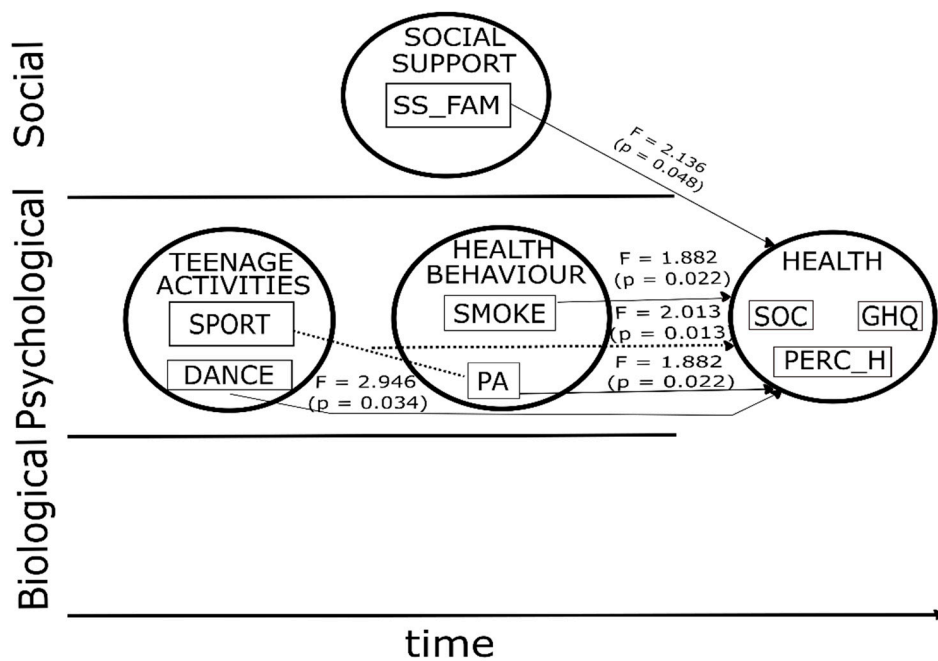 Social
SOCIAL
SUPPORT
SS_FAM
F = 2.136
(p = 0.048)
Psychological
TEENAGE
ACTIVITIES
SPORT
DANCE
F = 2.946
(p = 0.034)
HEALTH
BEHAVIOUR
SMOKE
PA
F = 1.882
(p = 0.022)
F = 2.013
(p = 0.013)
F = 1.882
(p = 0.022)
HEALTH
SOC GHQ
PERC_H
Biological
time